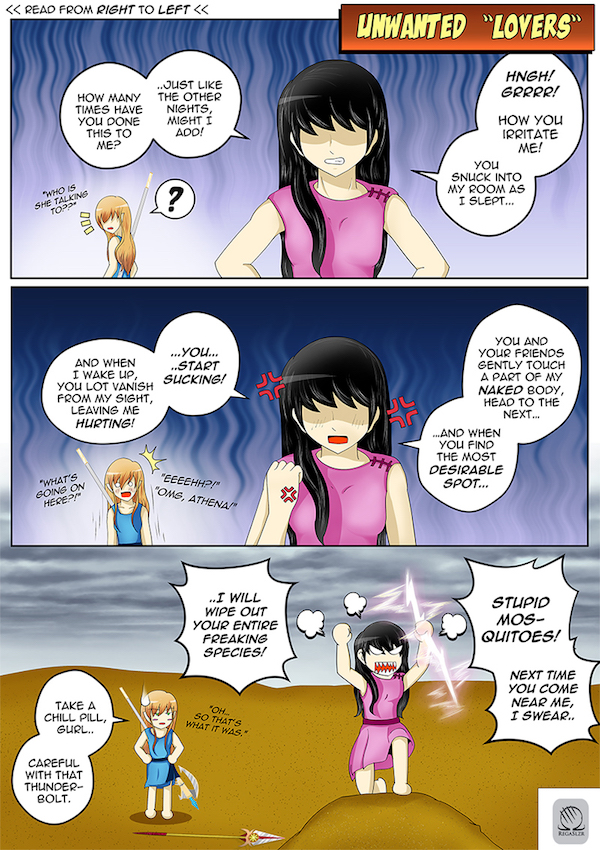 << READ FROM RIGHT TO LEFT <<
UNWANTED "LOVERS"
HNGH!
GRRRR!
HOW YOU
IRRITATE
ME!
YOU
SNUCK INTO
MY ROOM AS
I SLEPT...
..JUST LIKE
THE OTHER
NIGHTS,
MIGHT I
ADD!
HOW MANY
TIMES HAVE
YOU DONE
THIS TO
ME?
?
"WHO IS
SHE TALKING
TO??"
YOU AND
YOUR FRIENDS
GENTLY TOUCH
A PART OF MY
NAKED BODY,
HEAD TO THE
NEXT...
...AND WHEN
YOU FIND
THE MOST
DESIRABLE
SPOT...
...YOU...
..START
SUCKING!
AND WHEN
I WAKE UP,
YOU LOT VANISH
FROM MY SIGHT,
LEAVING ME
HURTING!
"EEEEHH?!"
"OMG, ATHENA!"
"WHAT'S
GOING ON
HERE?!"
STUPID
MOS-
QUITOES!
NEXT TIME
YOU COME
NEAR ME,
I SWEAR..
..I WILL
WIPE OUT
YOUR ENTIRE
FREAKING
SPECIES!
"OH..
SO THAT'S
WHAT IT WAS."
TAKE A
CHILL PILL,
GURL..
CAREFUL
WITH THAT
THUNDER-
BOLT.
REGASLER